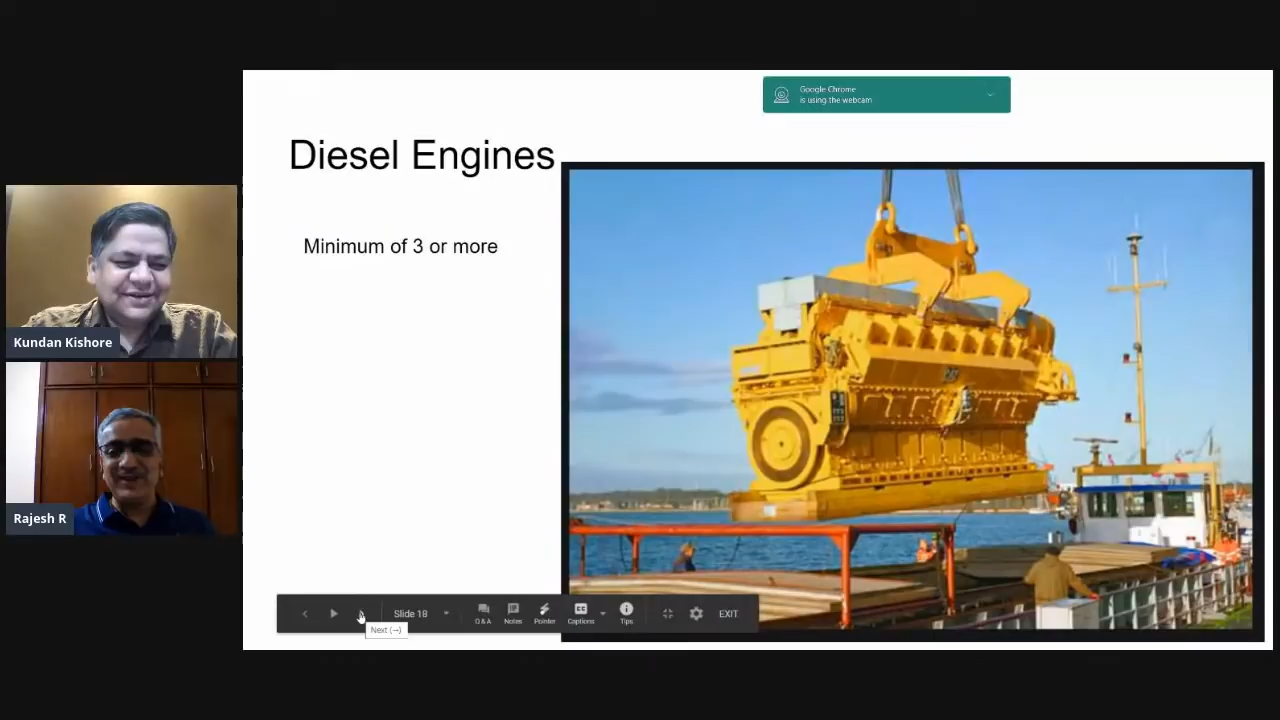 Google Chrome
is using the webcam
Diesel Engines
Minimum of 3 or more
Kundan Kishore
Rajesh R
Slide 18
Q & A
Notes
Pointer
Captions
Tips
EXIT
Next (→)